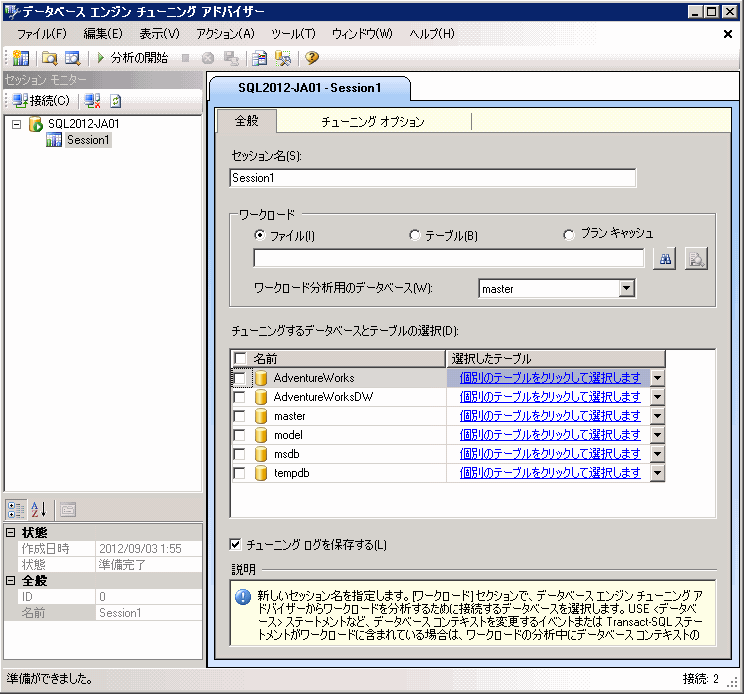 データベース エンジン チューニング アドバイザー
ファイル(F) 編集(E) 表示(V) アクション(A) ツール(T) ウィンドウ(W) ヘルプ(H)
分析の開始
セッション モニター
接続(C)
SQL2012-JA01
Session1
SQL2012-JA01 - Session1
全般 チューニング オプション
セッション名(S):
Session1
ワークロード
ファイル(I) テーブル(B) プラン キャッシュ
ワークロード分析用のデータベース(W): master
チューニングするデータベースとテーブルの選択(D):
名前 選択したテーブル
AdventureWorks 個別のテーブルをクリックして選択します
AdventureWorksDW 個別のテーブルをクリックして選択します
master 個別のテーブルをクリックして選択します
model 個別のテーブルをクリックして選択します
msdb 個別のテーブルをクリックして選択します
tempdb 個別のテーブルをクリックして選択します
チューニング ログを保存する(L)
説明
新しいセッション名を指定します。[ワークロード] セクションで、データベース エンジン チューニング ア
ドバイザーからワークロードを分析するために接続するデータベースを選択します。USE <データベ
ース> ステートメントなど、データベース コンテキストを変更するイベントまたは Transact-SQL ステー
トメントがワークロードに含まれている場合は、ワークロードの分析中にデータベース コンテキストの
状態
作成日時 2012/09/03 1:55
状態 準備完了
全般
ID 0
名前 Session1
準備ができました。 接続: 2